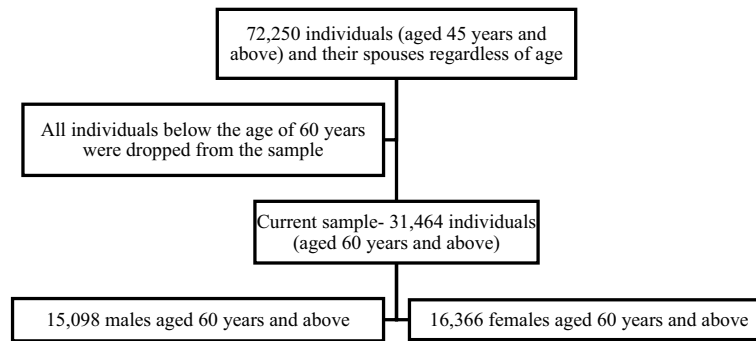 72,250 individuals (aged 45 years and
above) and their spouses regardless of age
All individuals below the age of 60 years
were dropped from the sample
Current sample- 31,464 individuals
(aged 60 years and above)
15,098 males aged 60 years and above
16,366 females aged 60 years and above